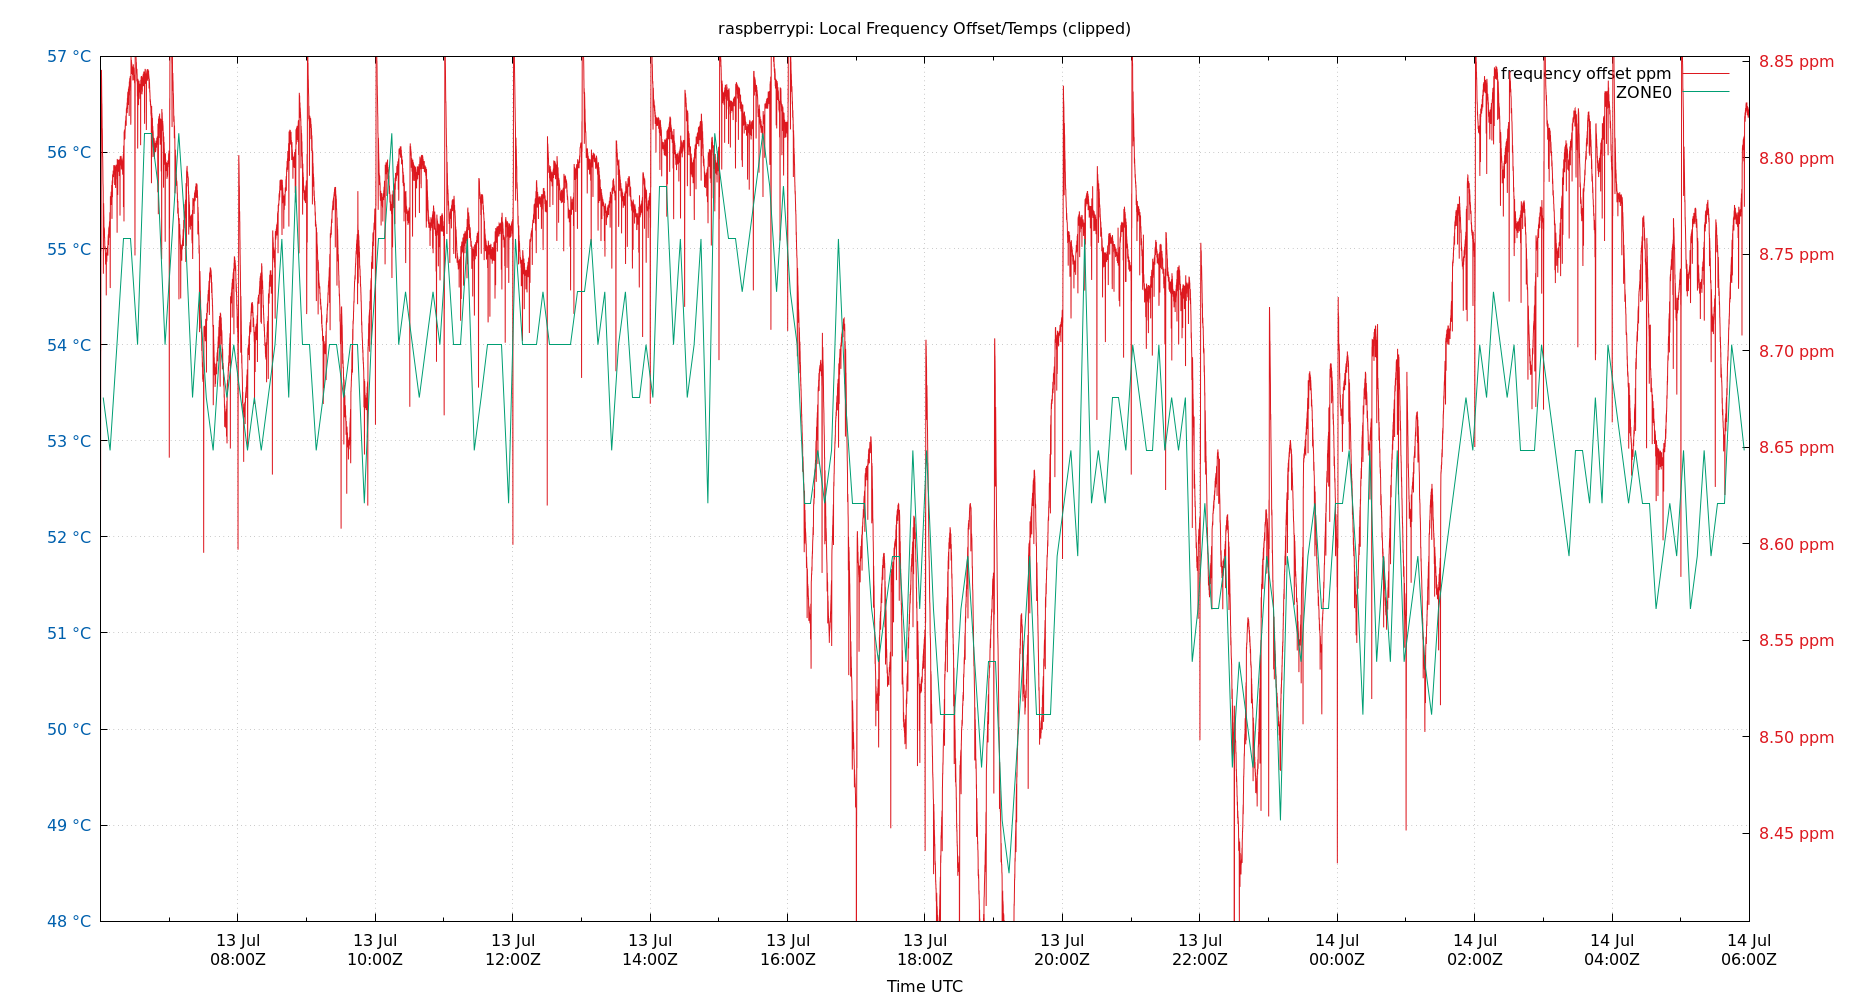 raspberrypi: Local Frequency Offset/Temps (clipped)
57 °C
56 °C
55 °C
54 °C
53 °C
52 °C
51 °C
50 °C
49 °C
48 °C
frequency offset ppm
ZONE0
8.85 ppm
8.80 ppm
8.75 ppm
8.70 ppm
8.65 ppm
8.60 ppm
8.55 ppm
8.50 ppm
8.45 ppm
13 Jul
08:00Z
13 Jul
10:00Z
13 Jul
12:00Z
13 Jul
14:00Z
13 Jul
16:00Z
13 Jul
18:00Z
13 Jul
20:00Z
13 Jul
22:00Z
14 Jul
00:00Z
14 Jul
02:00Z
14 Jul
04:00Z
14 Jul
06:00Z
Time UTC